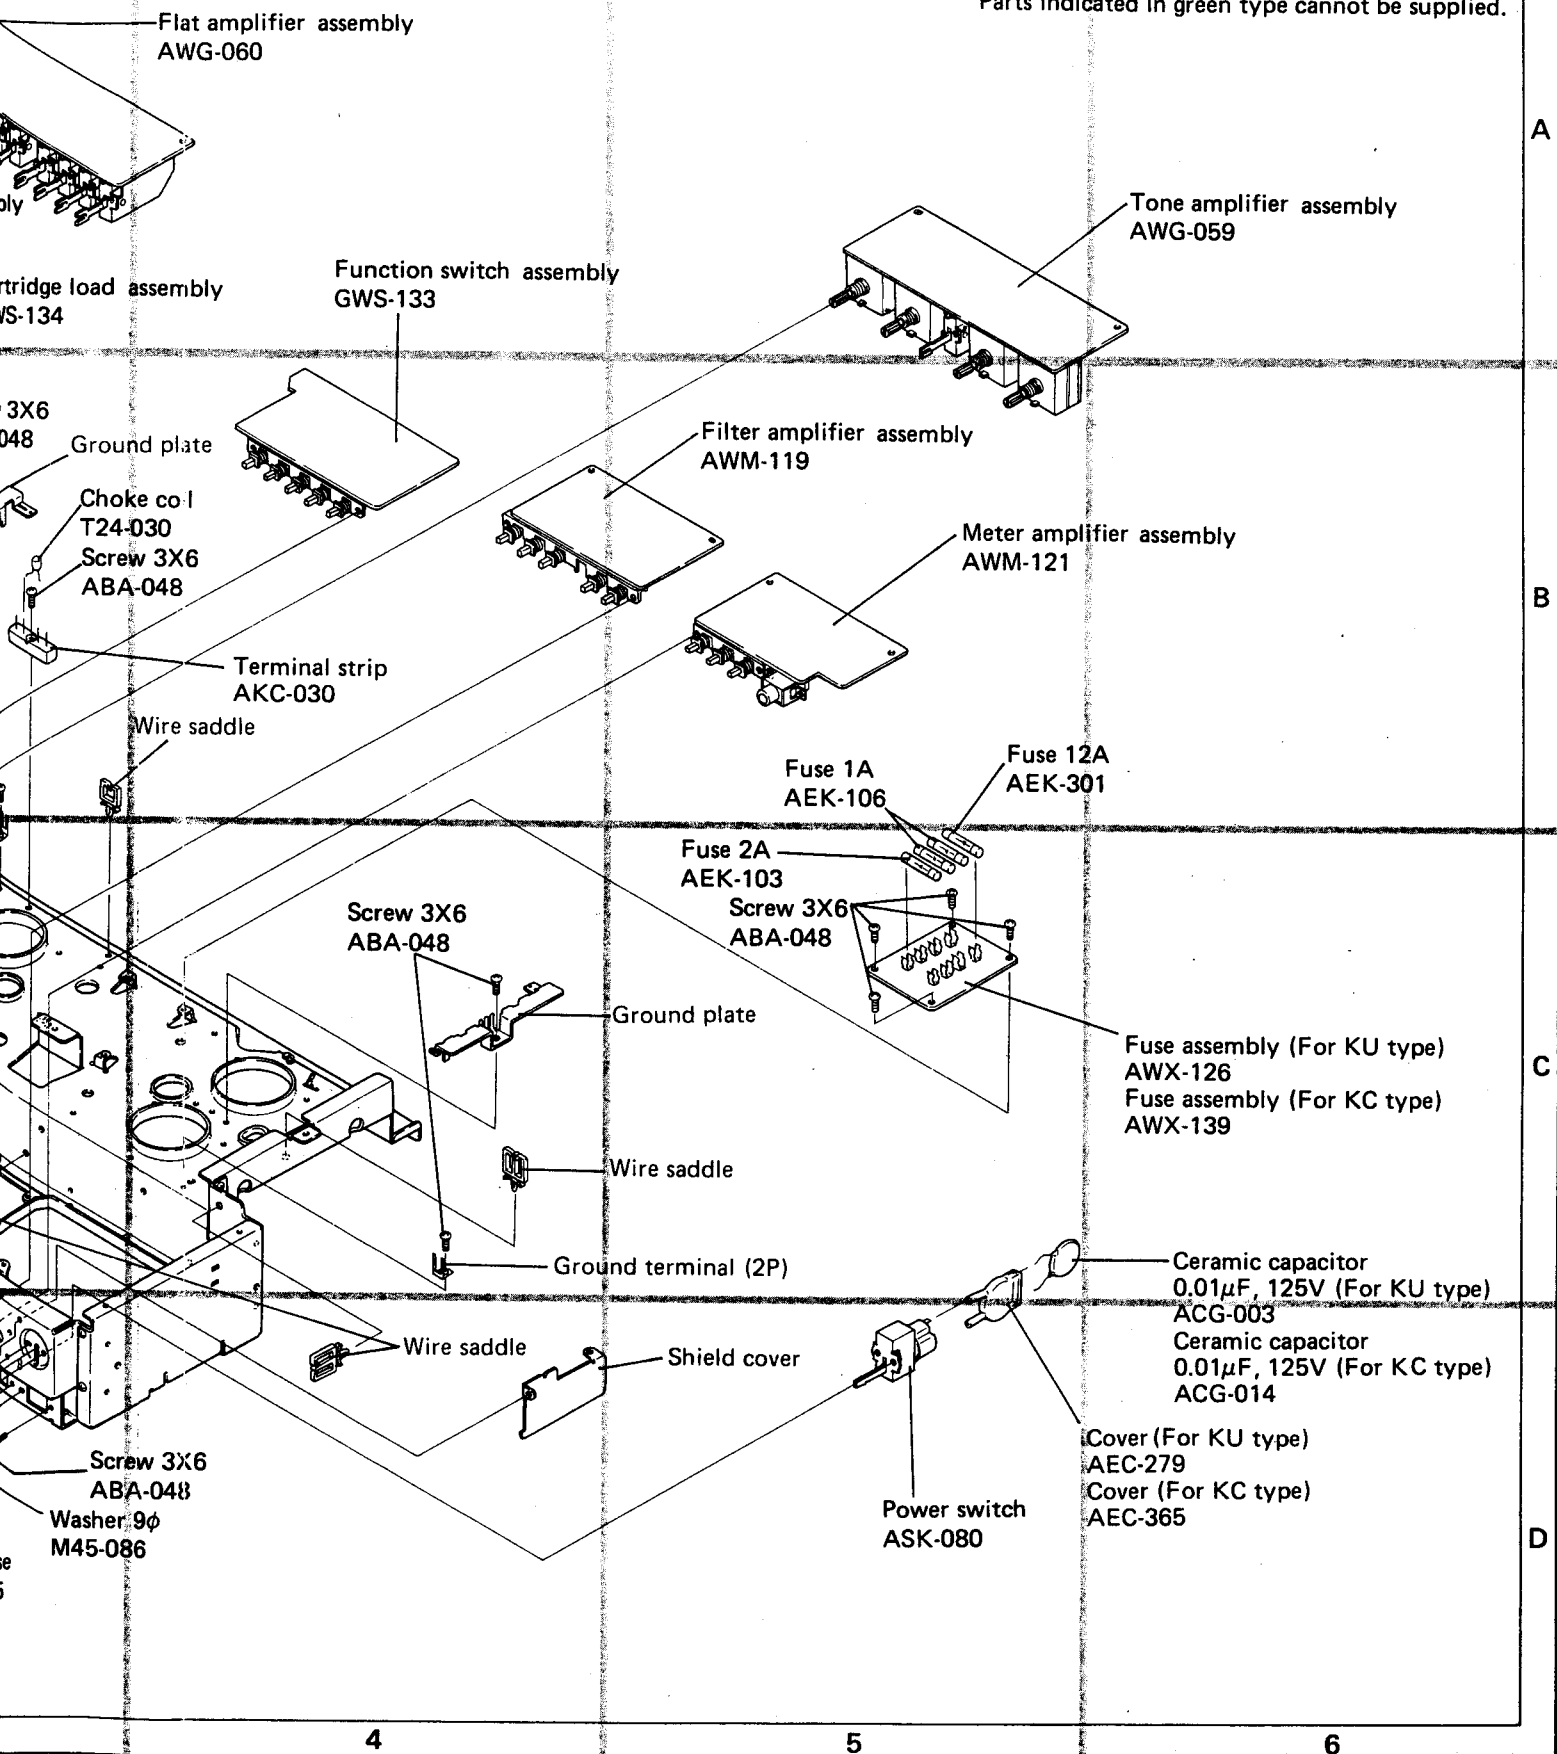 Parts indicated in green type cannot be supplied.
Flat amplifier assembly
AWG-060
A
Tone amplifier assembly
AWG-059
Function switch assembly
GWS-133
load assembly
3X6
Ground plate
Filter amplifier assembly
AWM-119
Choke co l
T24-030
Screw 3X6
ABA-048
Meter amplifier assembly
AWM-121
B
Terminal strip
AKC-030
Wire saddle
Fuse 12A
AEK-301
Fuse 1A
AEK-106
Fuse 2A
AEK-103
Screw 3X6
ABA-048
Screw 3X6
ABA-048
Ground plate
Fuse assembly (For KU type)
AWX-126
Fuse assembly (For KC type)
AWX-139
C
Wire saddle
Ground terminal (2P)
Ceramic capacitor
0.01μF, 125V (For KU type)
ACG-003
Ceramic capacitor
0.01μF, 125V (For KC type)
ACG-014
Wire saddle
Shield cover
Cover (For KU type)
AEC-279
Cover (For KC type)
AEC-365
Screw 3X6
ABA-048
Washer 9φ
M45-086
Power switch
ASK-080
D
4
5
6